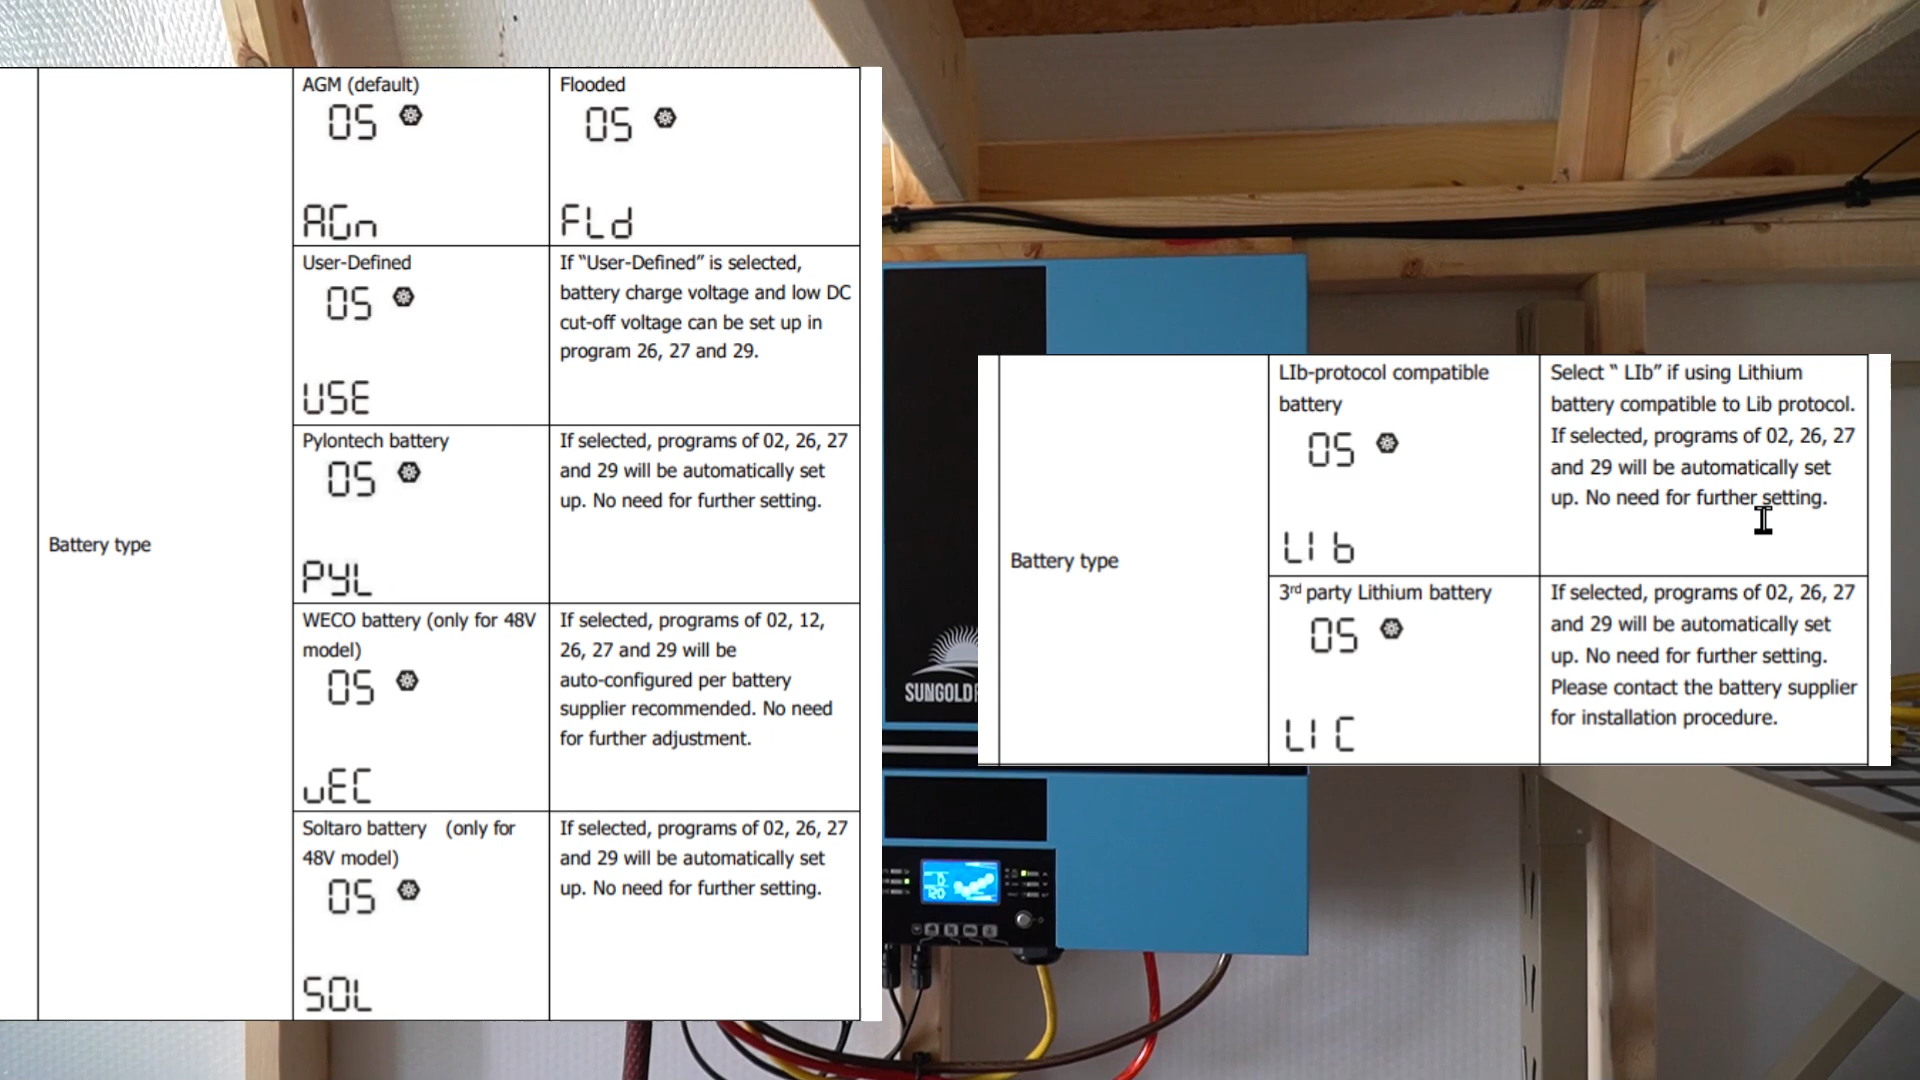 Battery type
AGM (default)
05
AGn
Flooded
05
FLd
User-Defined
05
USE
If “User-Defined” is selected,
battery charge voltage and low DC
cut-off voltage can be set up in
program 26, 27 and 29.
Pylontech battery
05
PYL
If selected, programs of 02, 26, 27
and 29 will be automatically set
up. No need for further setting.
WECO battery (only for 48V
model)
05
uEC
If selected, programs of 02, 12,
26, 27 and 29 will be
auto-configured per battery
supplier recommended. No need
for further adjustment.
Soltaro battery (only for
48V model)
05
SOL
If selected, programs of 02, 26, 27
and 29 will be automatically set
up. No need for further setting.
SUNGOLD
Battery type
LIb-protocol compatible
battery
05
LI b
Select “ LIb” if using Lithium
battery compatible to Lib protocol.
If selected, programs of 02, 26, 27
and 29 will be automatically set
up. No need for further setting.
3rd party Lithium battery
05
LI C
If selected, programs of 02, 26, 27
and 29 will be automatically set
up. No need for further setting.
Please contact the battery supplier
for installation procedure.